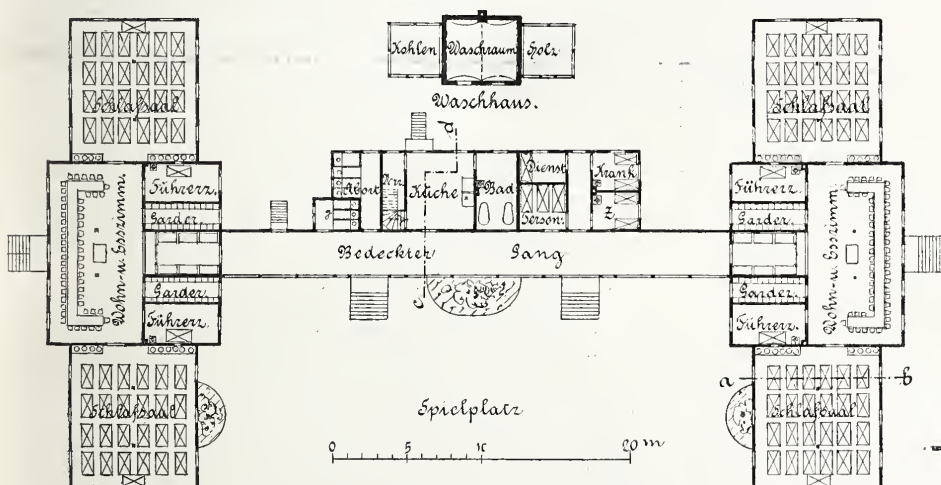 Kohlen Waschraum Holz
Waschhaus.
Schlafsaal
Schlafsaal
d
Führerz.
Garder.
Wohn- u. Esszimm.
Garder.
Führerz.
Abort
Küche
Bad
Dienst
Person.
Krank.
Z.
Führerz.
Garder.
Wohn- u. Esszimm.
Garder.
Führerz.
Bedeckter Gang
c
a b
Schlafsaal
Schlafsaal
Spielplatz
0 5 10 20 m